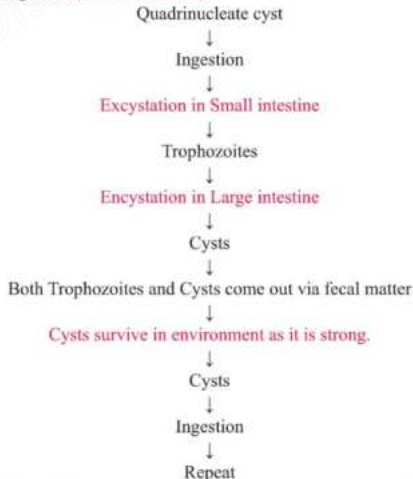 Quadrinucleate cyst
↓
Ingestion
↓
Excystation in Small intestine
↓
Trophozoites
↓
Encystation in Large intestine
↓
Cysts
↓
Both Trophozoites and Cysts come out via fecal matter
↓
Cysts survive in environment as it is strong.
↓
Cysts
↓
Ingestion
↓
Repeat